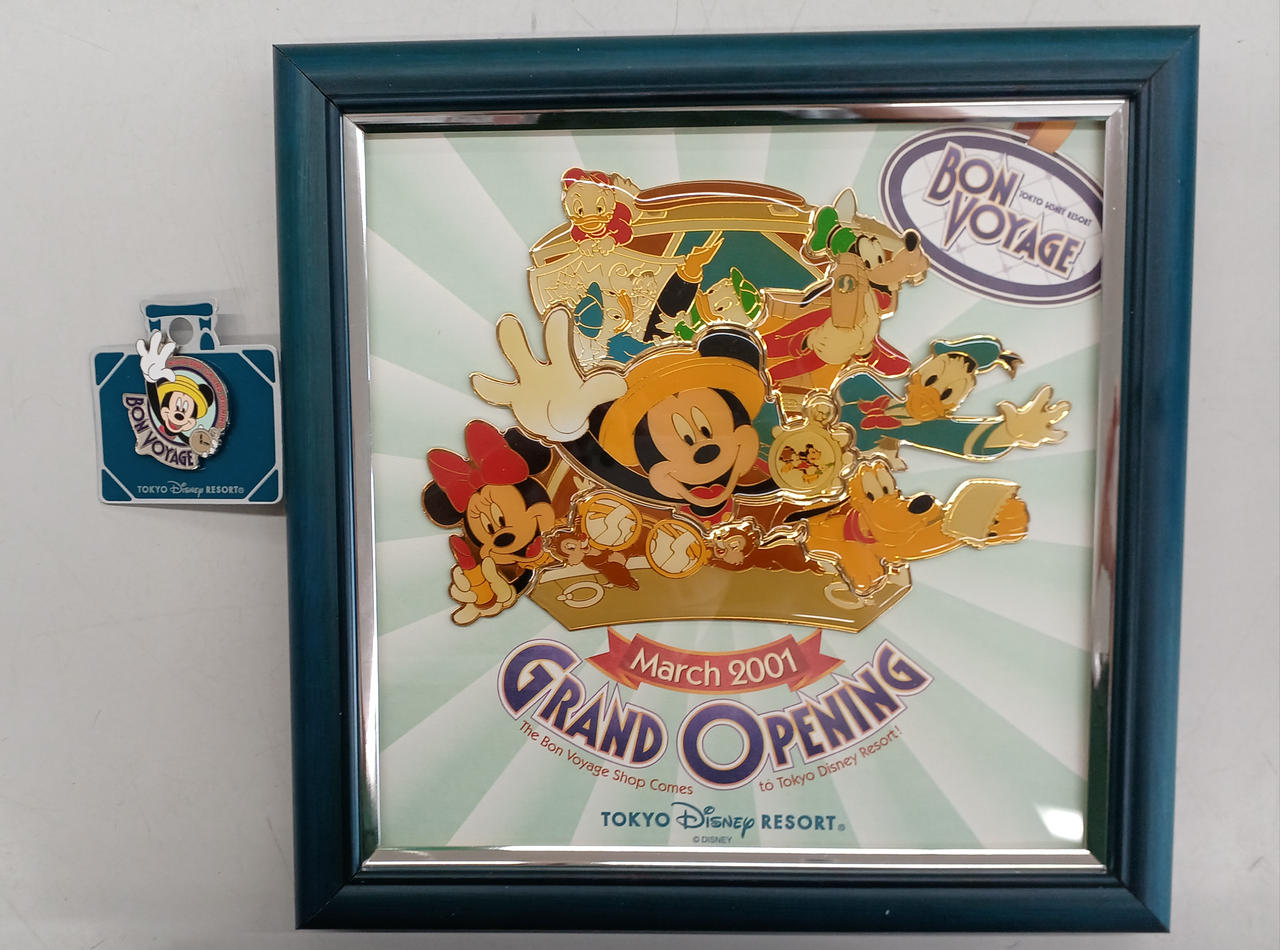 BON
VOYAGE
TOKYO DISNEY RESORT
BON VOYAGE
TOKYO Disney RESORT®
March 2001
GRAND OPENING
The Bon Voyage Shop Comes to Tokyo Disney Resort!
TOKYO Disney RESORT®
© DISNEY